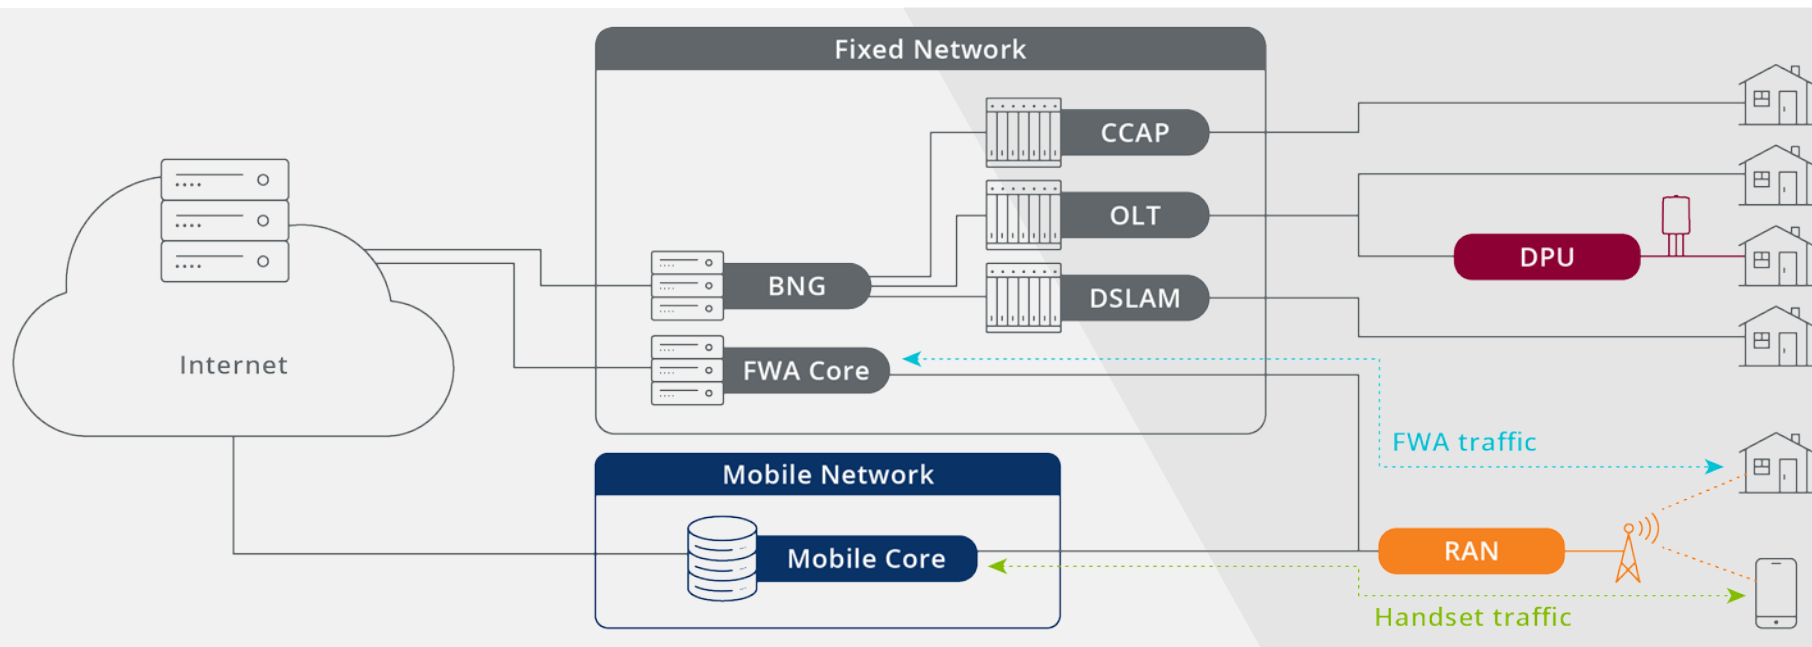 Fixed Network
CCAP
OLT
DPU
BNG
DSLAM
Internet
FWA Core
FWA traffic
Mobile Network
Mobile Core
RAN
Handset traffic